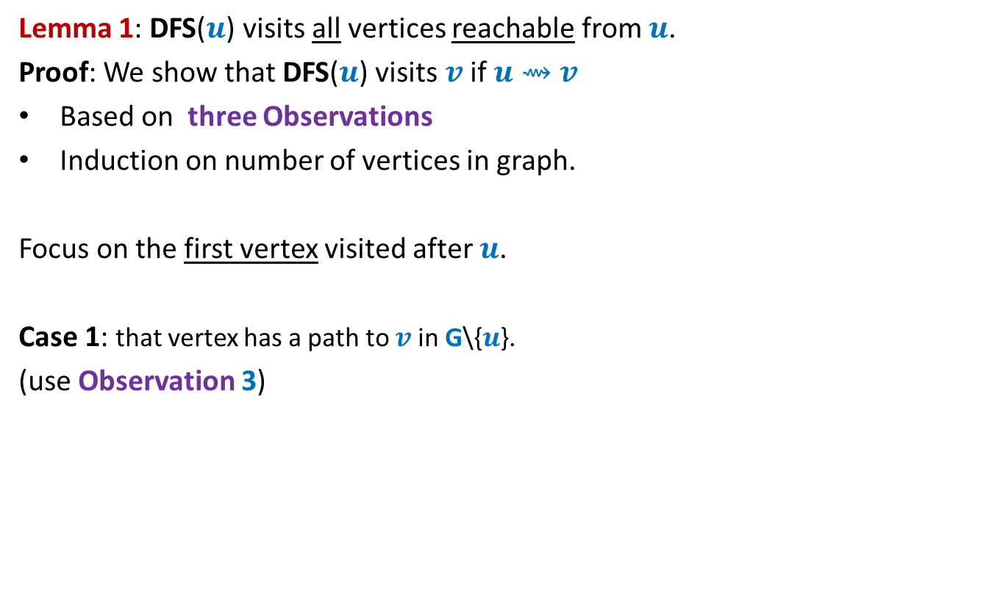 Lemma 1: DFS(u) visits all vertices reachable from u.
Proof: We show that DFS(u) visits v if u ⇝ v
• Based on three Observations
• Induction on number of vertices in graph.
Focus on the first vertex visited after u.
Case 1: that vertex has a path to v in G\{u}.
(use Observation 3)